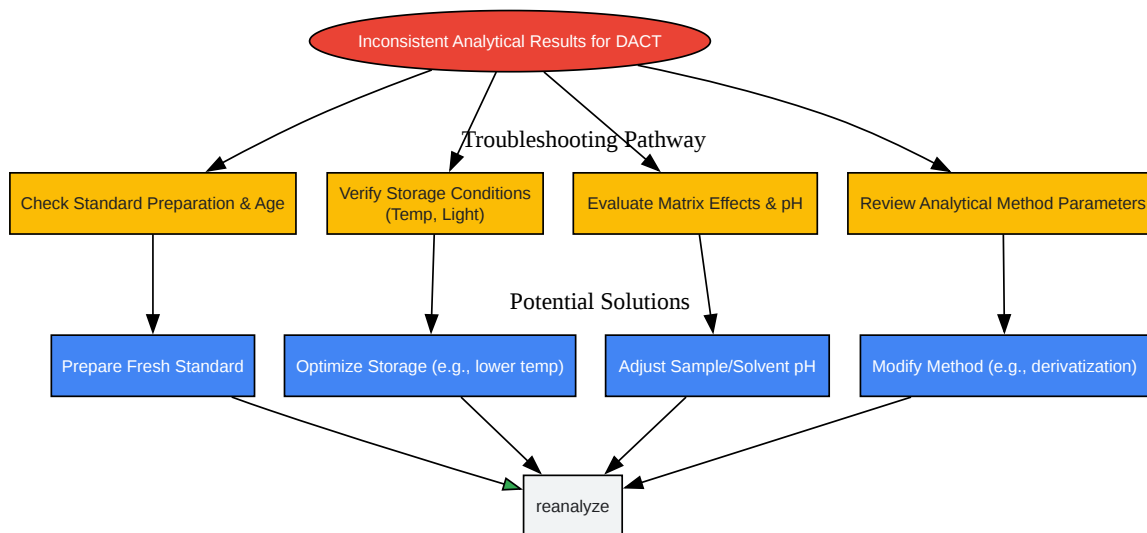 Inconsistent Analytical Results for DACT
Troubleshooting Pathway
Check Standard Preparation & Age
Verify Storage Conditions
(Temp, Light)
Evaluate Matrix Effects & pH
Review Analytical Method Parameters
Potential Solutions
Prepare Fresh Standard
Optimize Storage (e.g., lower temp)
Adjust Sample/Solvent pH
Modify Method (e.g., derivatization)
reanalyze